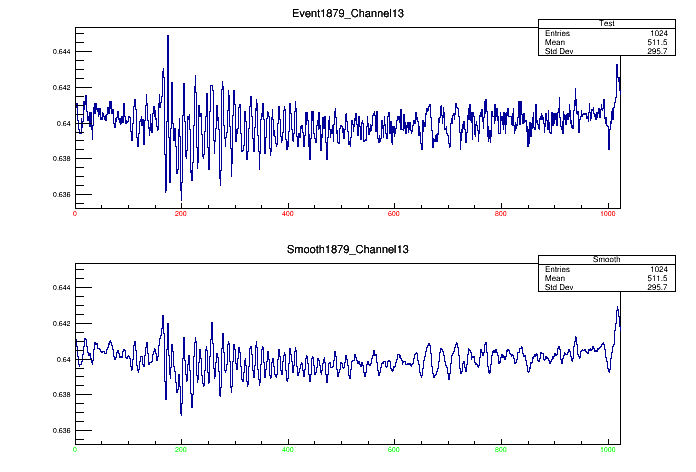 Event1879_Channel13
Test
Entries 1024
Mean 511.5
Std Dev 295.7
0.644
0.642
0.64
0.638
0.636
0 200 400 600 800 1000
Smooth1879_Channel13
Smooth
Entries 1024
Mean 511.5
Std Dev 295.7
0.644
0.642
0.64
0.638
0.636
0 200 400 600 800 1000